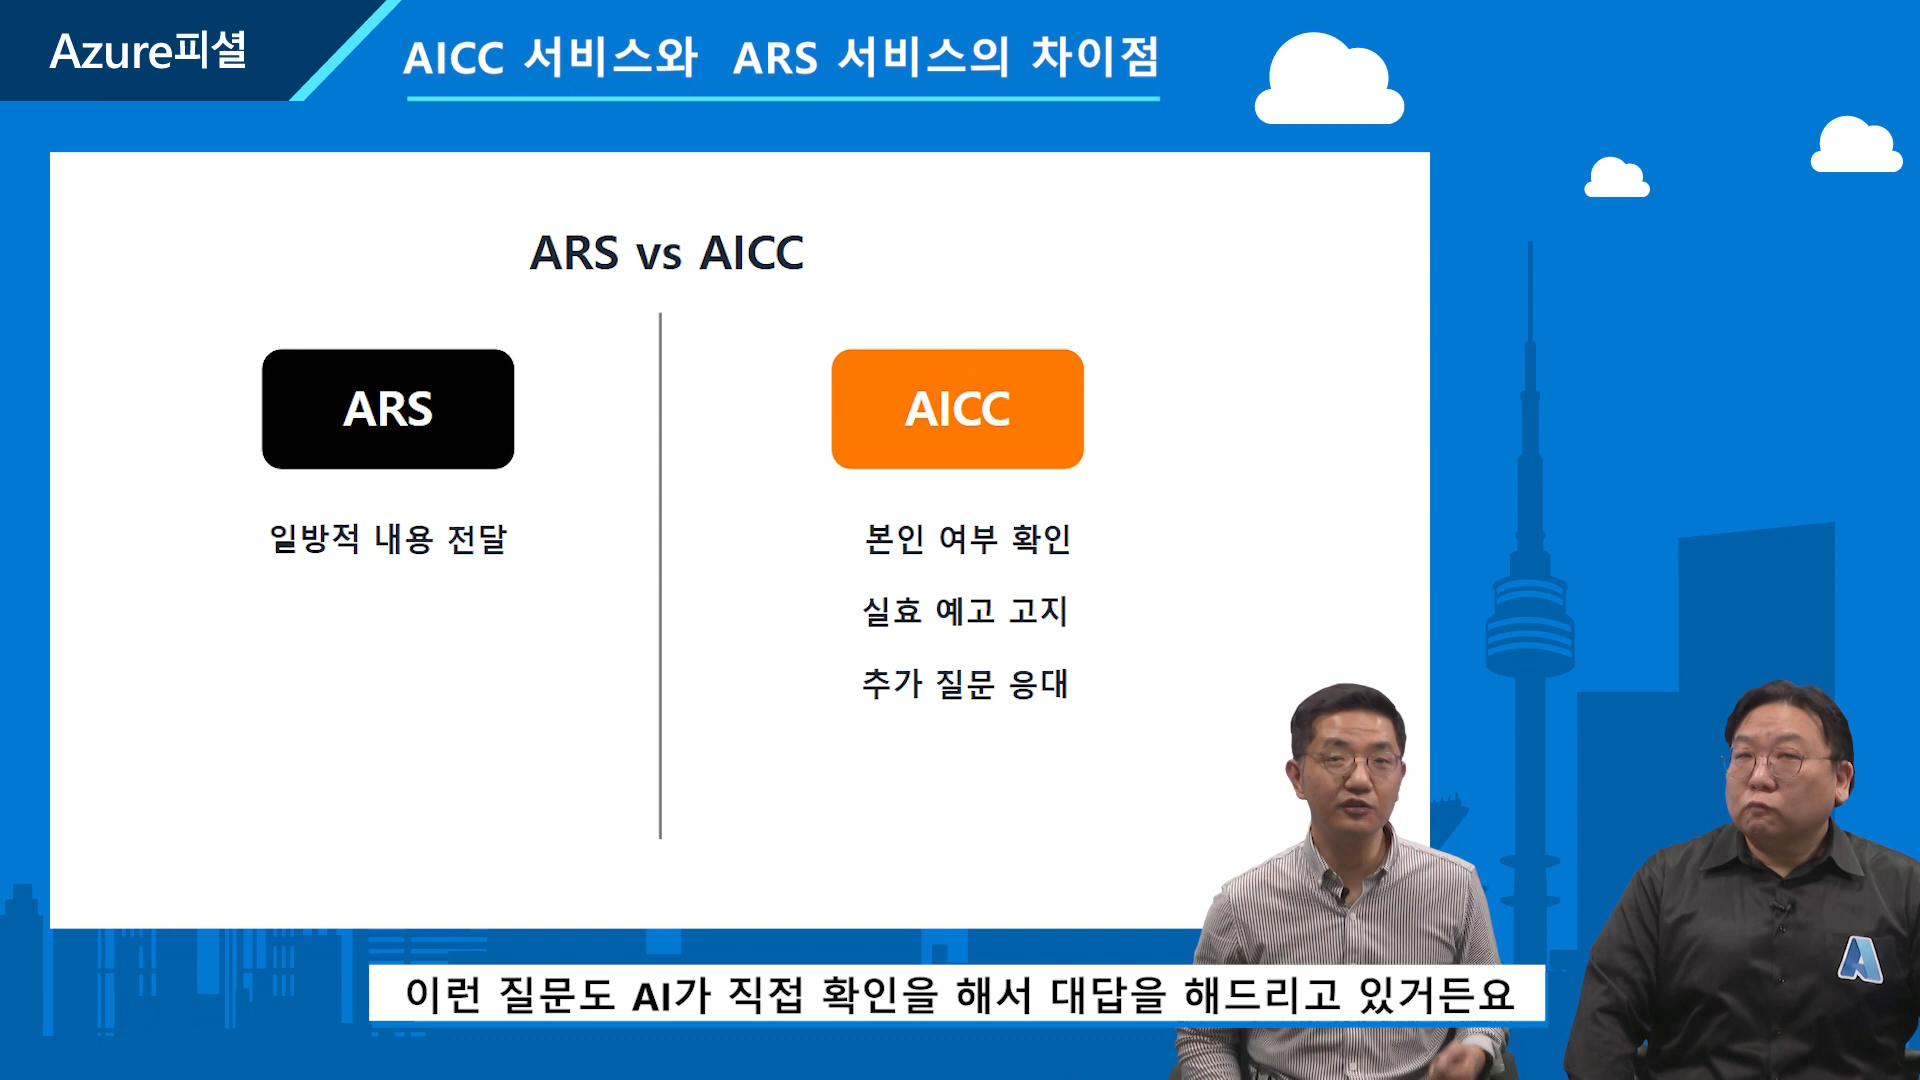 Azure피셜
AICC 서비스와 ARS 서비스의 차이점
ARS vs AICC
ARS
일방적 내용 전달
AICC
본인 여부 확인
실효 예고 고지
추가 질문 응대
이런 질문도 AI가 직접 확인을 해서 대답을 해드리고 있거든요